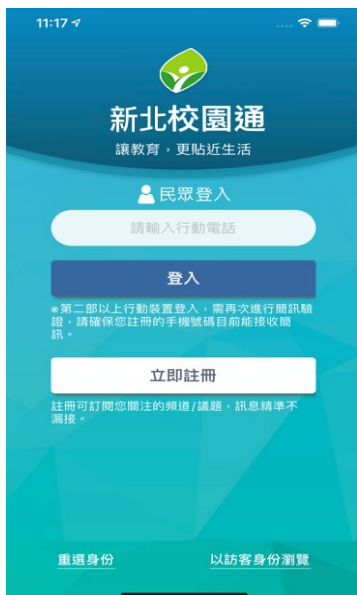 11:17
新北校園通
讓教育，更貼近生活
民眾登入
請輸入行動電話
登入
※第二部以上行動裝置登入，需再次進行簡訊驗
證，請確保您註冊的手機號碼目前能接收簡
訊。
立即註冊
註冊可訂閱您關注的頻道/議題，訊息精準不
漏接。
重選身份
以訪客身份瀏覽